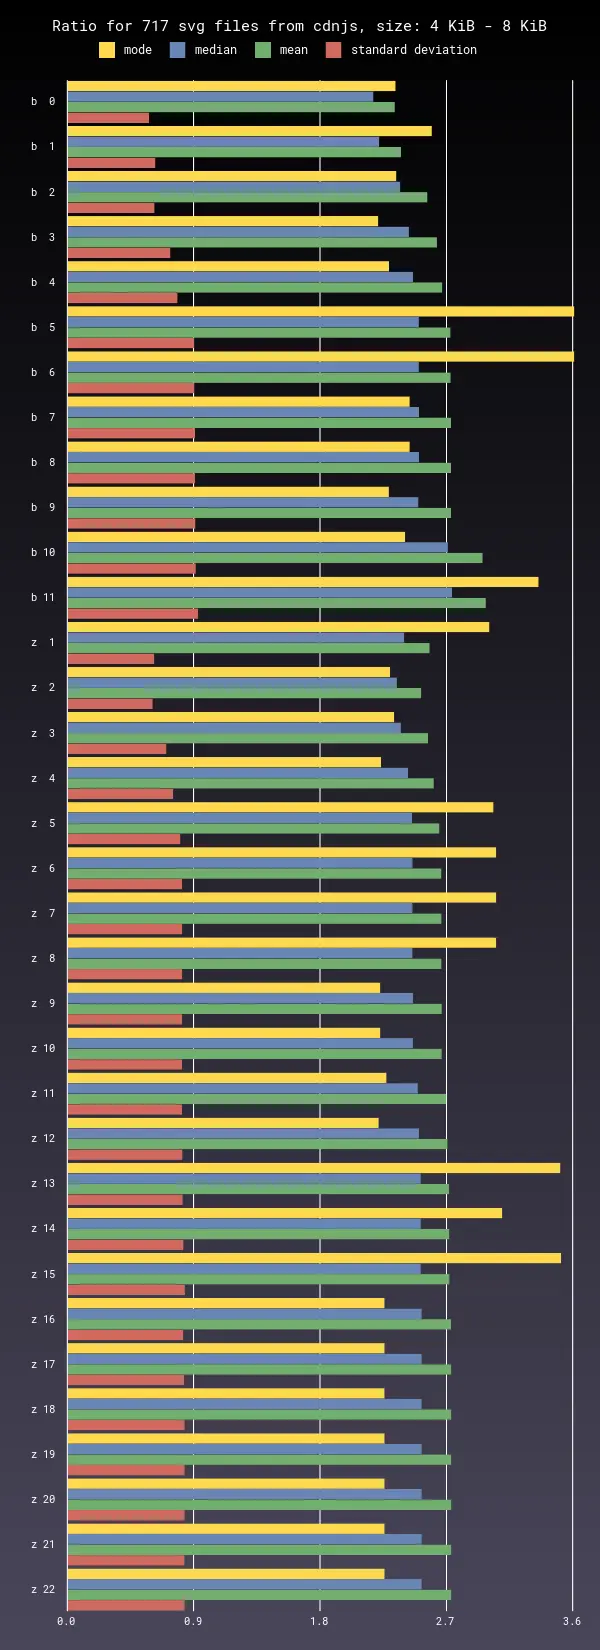 Ratio for 717 svg files from cdnjs, size: 4 KiB - 8 KiB
mode median mean standard deviation
b 0
b 1
b 2
b 3
b 4
b 5
b 6
b 7
b 8
b 9
b 10
b 11
z 1
z 2
z 3
z 4
z 5
z 6
z 7
z 8
z 9
z 10
z 11
z 12
z 13
z 14
z 15
z 16
z 17
z 18
z 19
z 20
z 21
z 22
0.0 0.9 1.8 2.7 3.6